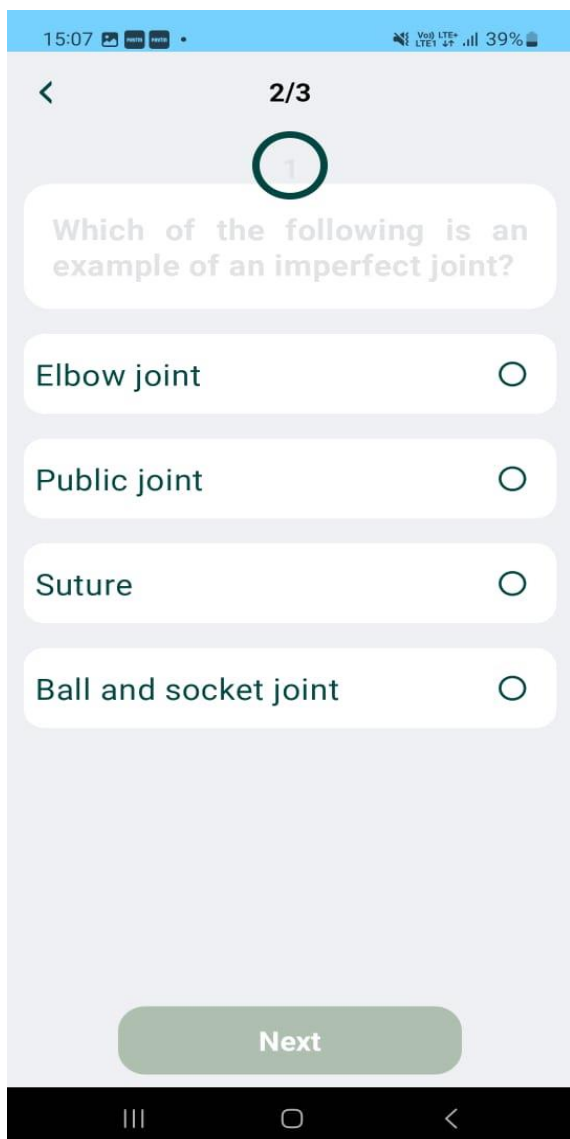 15:07 39%
2/3
1
Which of the following is an
example of an imperfect joint?
Elbow joint
Public joint
Suture
Ball and socket joint
Next